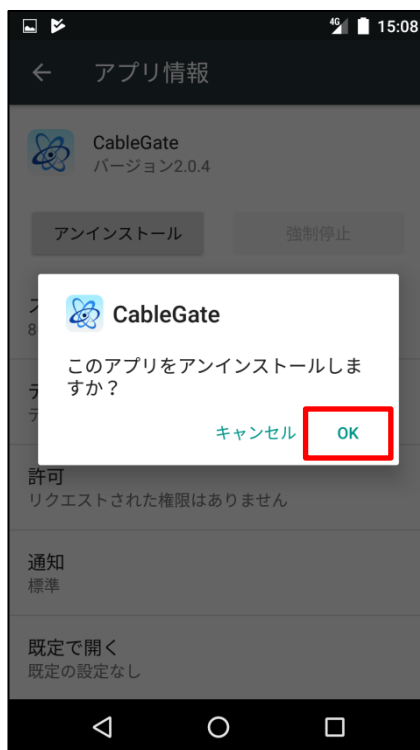 4G 15:08
アプリ情報
CableGate
バージョン2.0.4
アンインストール
強制停止
CableGate
このアプリをアンインストールしま
すか？
キャンセル
OK
許可
リクエストされた権限はありません
通知
標準
既定で開く
既定の設定なし